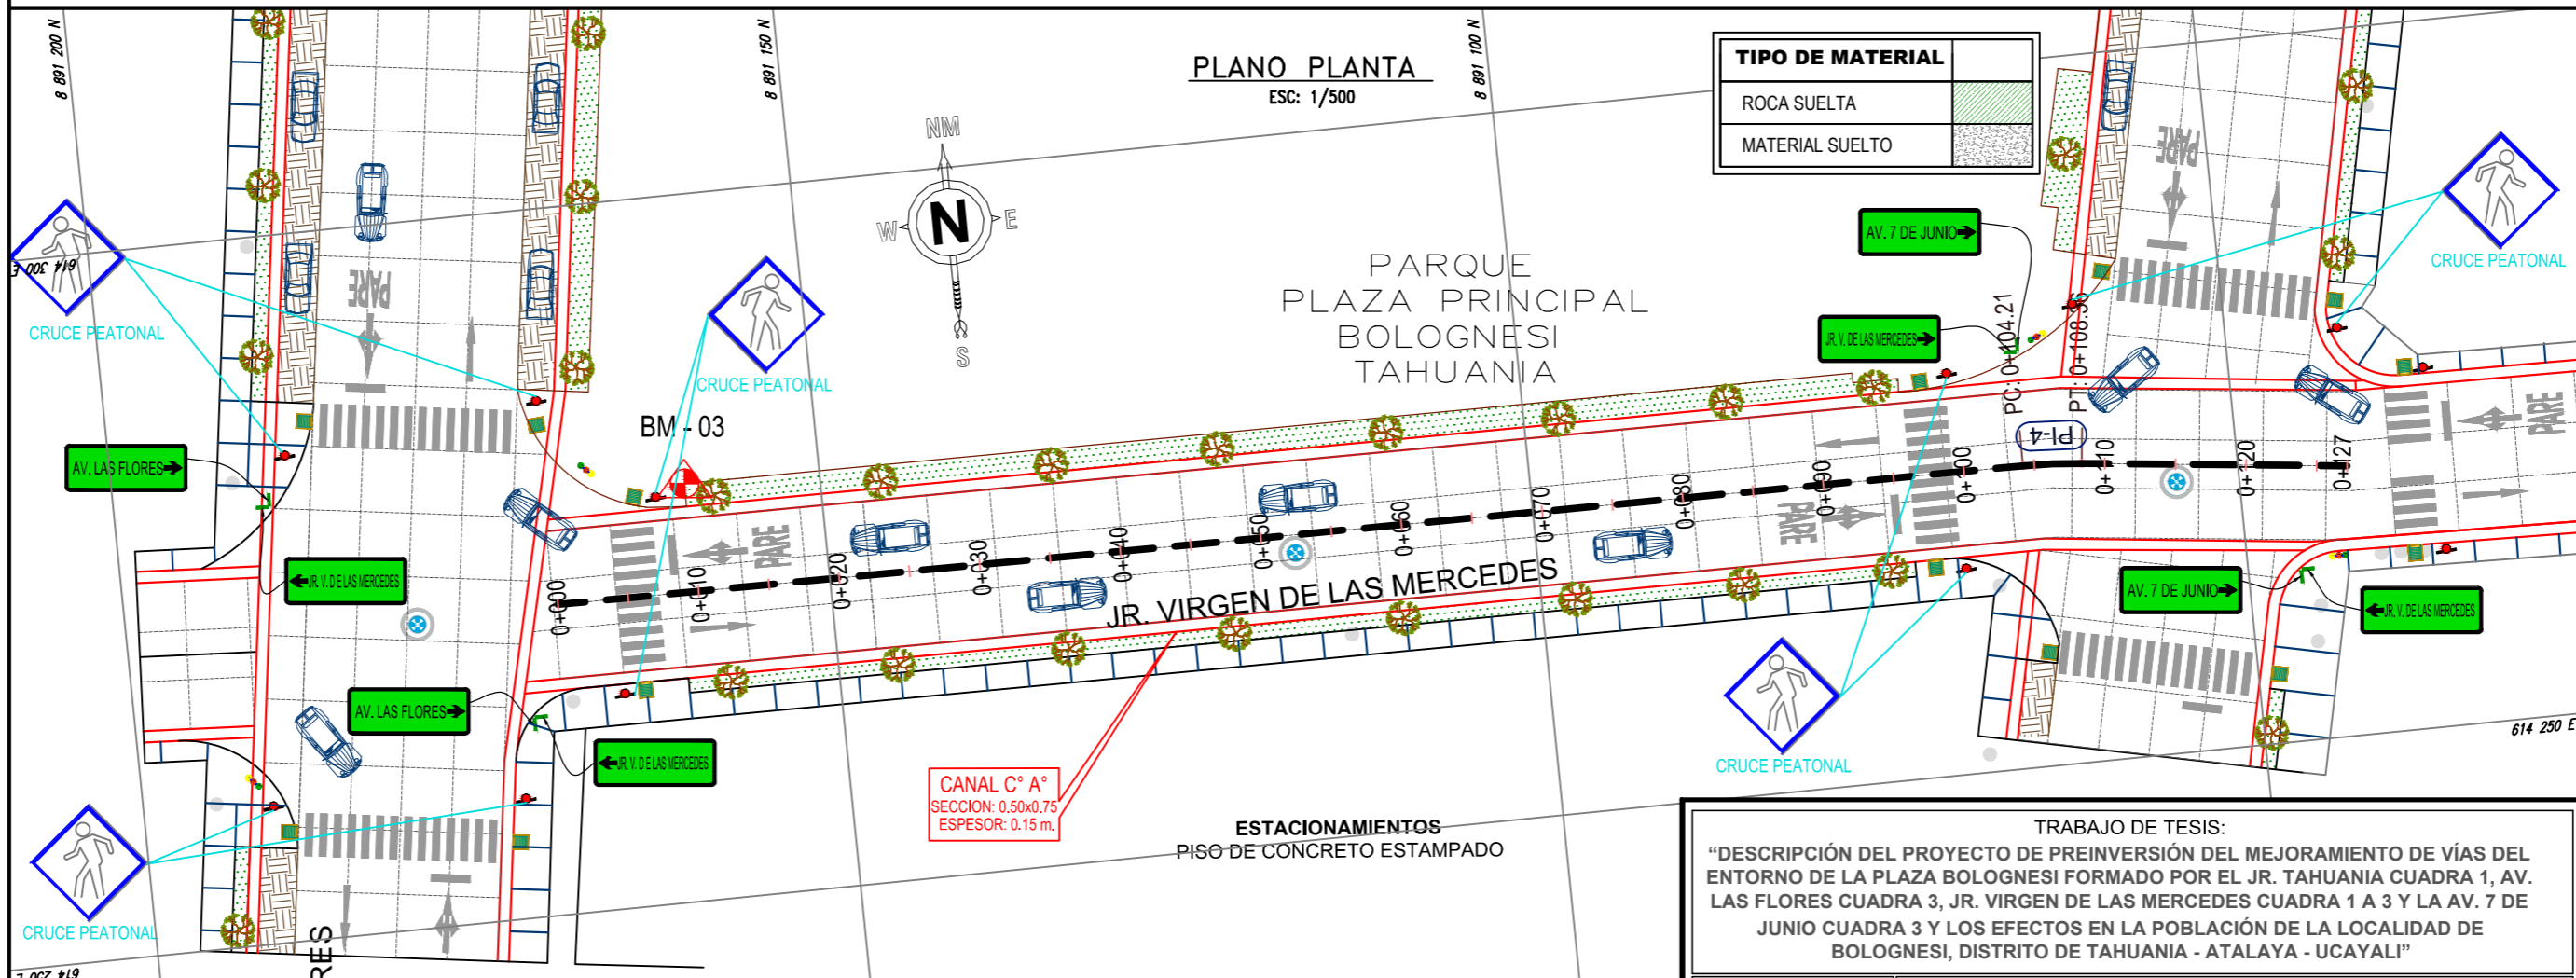 8 891 200 N
8 891 150 N
8 891 100 N
PLANO PLANTA
ESC: 1/500
TIPO DE MATERIAL
ROCA SUELTA
MATERIAL SUELTO
NM
W
N
E
S
PARQUE
PLAZA PRINCIPAL
BOLOGNESI
TAHUANIA
614 300 E
CRUCE PEATONAL
PARE
CRUCE PEATONAL
BM - 03
AV. 7 DE JUNIO
JR. V. DE LAS MERCEDES
PC: 0+104.21
PARE
CRUCE PEATONAL
PI-4
PARE
AV. LAS FLORES
JR. V. DE LAS MERCEDES
PARE
PARE
0+000
0+010
0+020
0+030
0+040
0+050
0+060
0+070
0+080
0+090
0+100
0+110
0+120
0+127
JR. VIRGEN DE LAS MERCEDES
AV. 7 DE JUNIO
JR. V. DE LAS MERCEDES
AV. LAS FLORES
JR. V. DE LAS MERCEDES
CRUCE PEATONAL
614 250 E
CANAL C° A°
SECCION: 0.50x0.75
ESPESOR: 0.15 m.
ESTACIONAMIENTOS
PISO DE CONCRETO ESTAMPADO
CRUCE PEATONAL
TRABAJO DE TESIS:
“DESCRIPCIÓN DEL PROYECTO DE PREINVERSIÓN DEL MEJORAMIENTO DE VÍAS DEL
ENTORNO DE LA PLAZA BOLOGNESI FORMADO POR EL JR. TAHUANIA CUADRA 1, AV.
LAS FLORES CUADRA 3, JR. VIRGEN DE LAS MERCEDES CUADRA 1 A 3 Y LA AV. 7 DE
JUNIO CUADRA 3 Y LOS EFECTOS EN LA POBLACIÓN DE LA LOCALIDAD DE
BOLOGNESI, DISTRITO DE TAHUANIA - ATALAYA - UCAYALI”